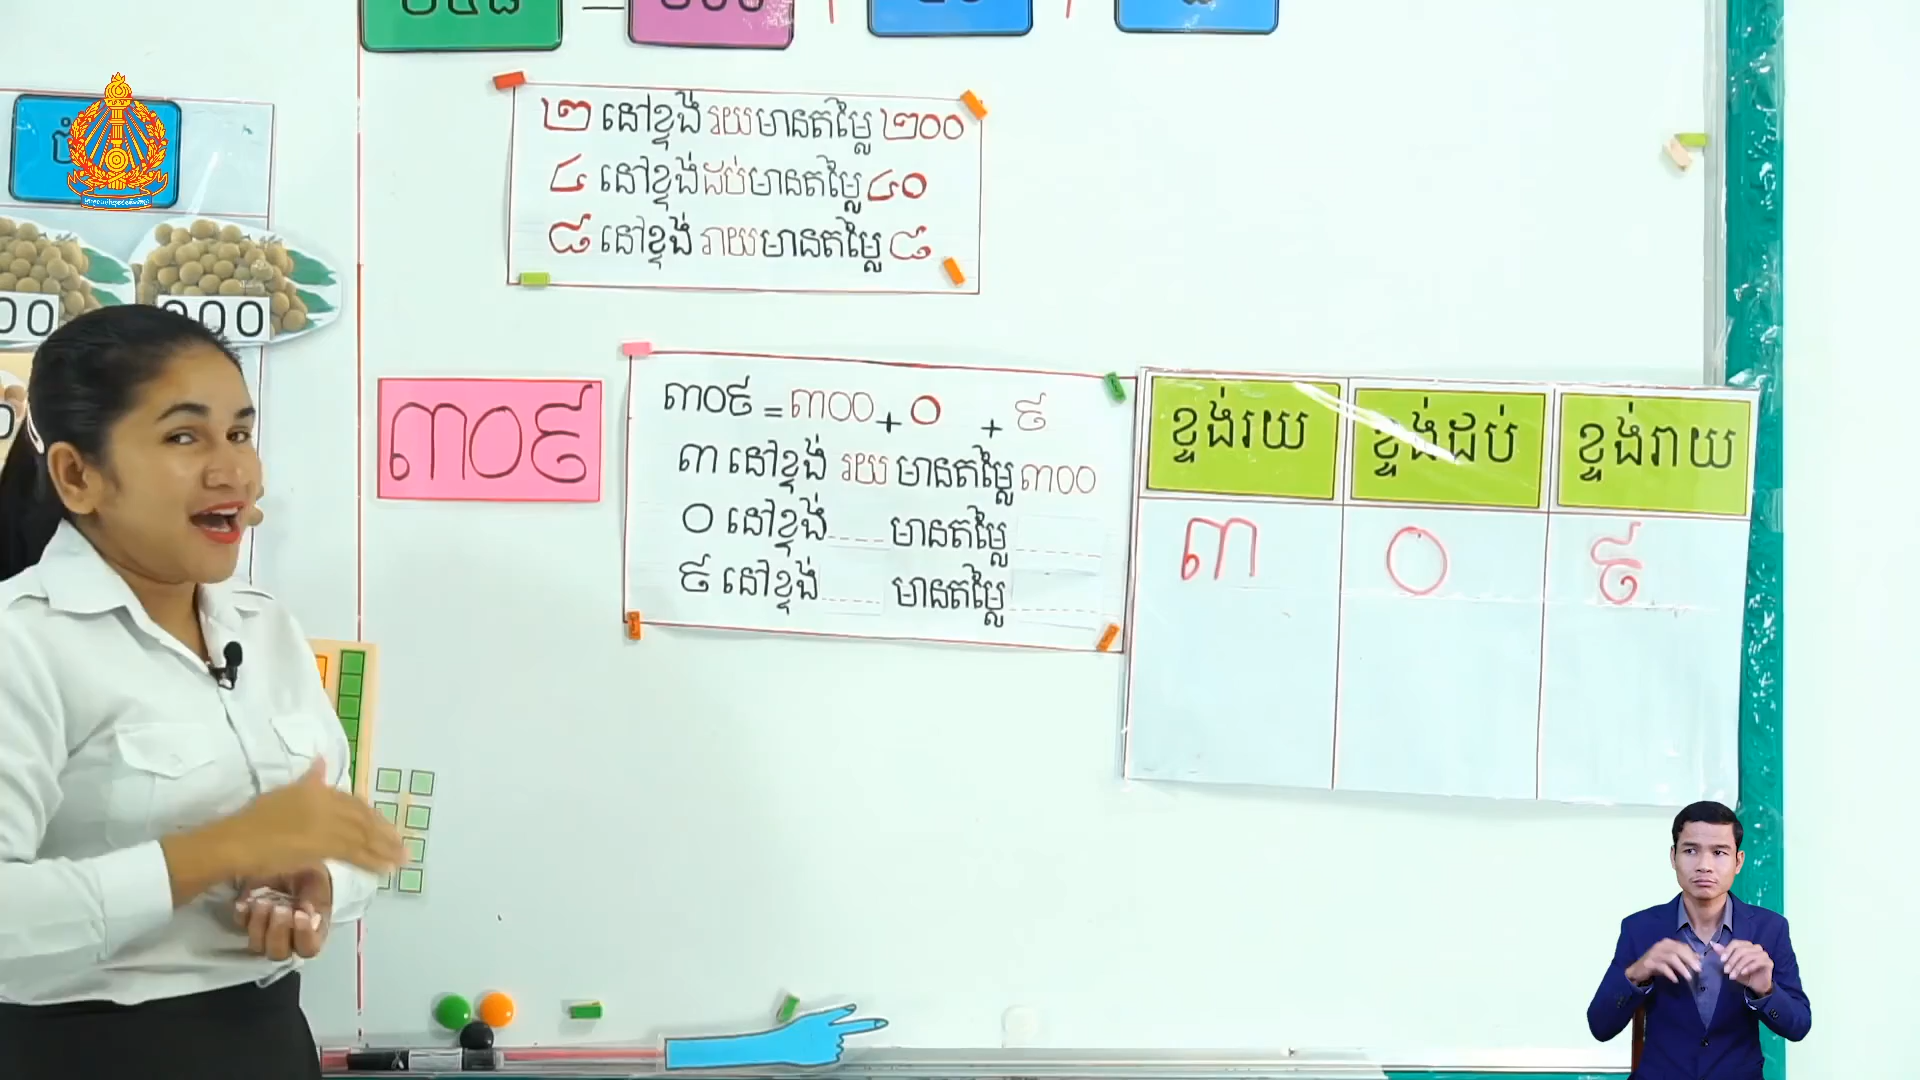 ២ នៅខ្ទង់ រយមានតម្លៃ ២០០
៤ នៅខ្ទង់ដប់មានតម្លៃ ៤០
៨ នៅខ្ទង់ រាយមានតម្លៃ ៨
៣០៩
៣០៩ = ៣០០ + ០ + ៩
៣ នៅខ្ទង់ រយ មានតម្លៃ ៣០០
០ នៅខ្ទង់ ..... មានតម្លៃ ..........
៩ នៅខ្ទង់ ..... មានតម្លៃ ..........
ខ្ទង់រយ ខ្ទង់ដប់ ខ្ទង់រាយ
៣ ០ ៩